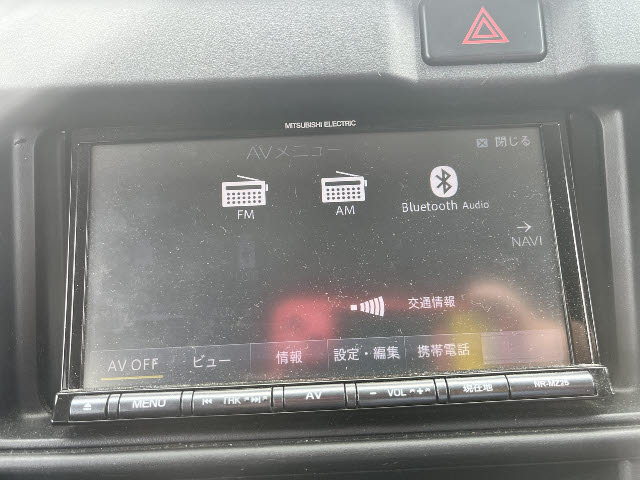 MITSUBISHI ELECTRIC
AVメニュー
閉じる
FM
AM
Bluetooth Audio
NAVI
交通情報
AV OFF ビュー 情報 設定・編集 携帯電話
MENU THK AV − VOL + 現在地 NR-MZ25